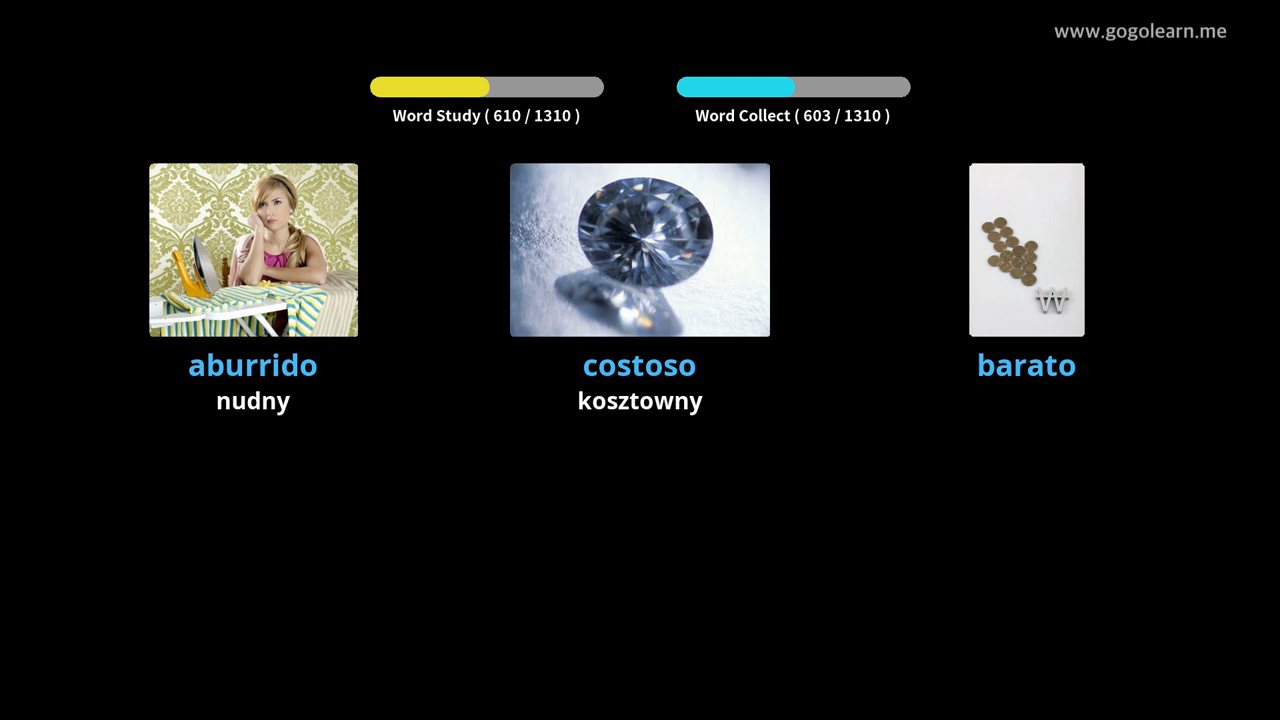 www.gogolearn.me
Word Study ( 610 / 1310 )
Word Collect ( 603 / 1310 )
aburrido
nudny
costoso
kosztowny
barato